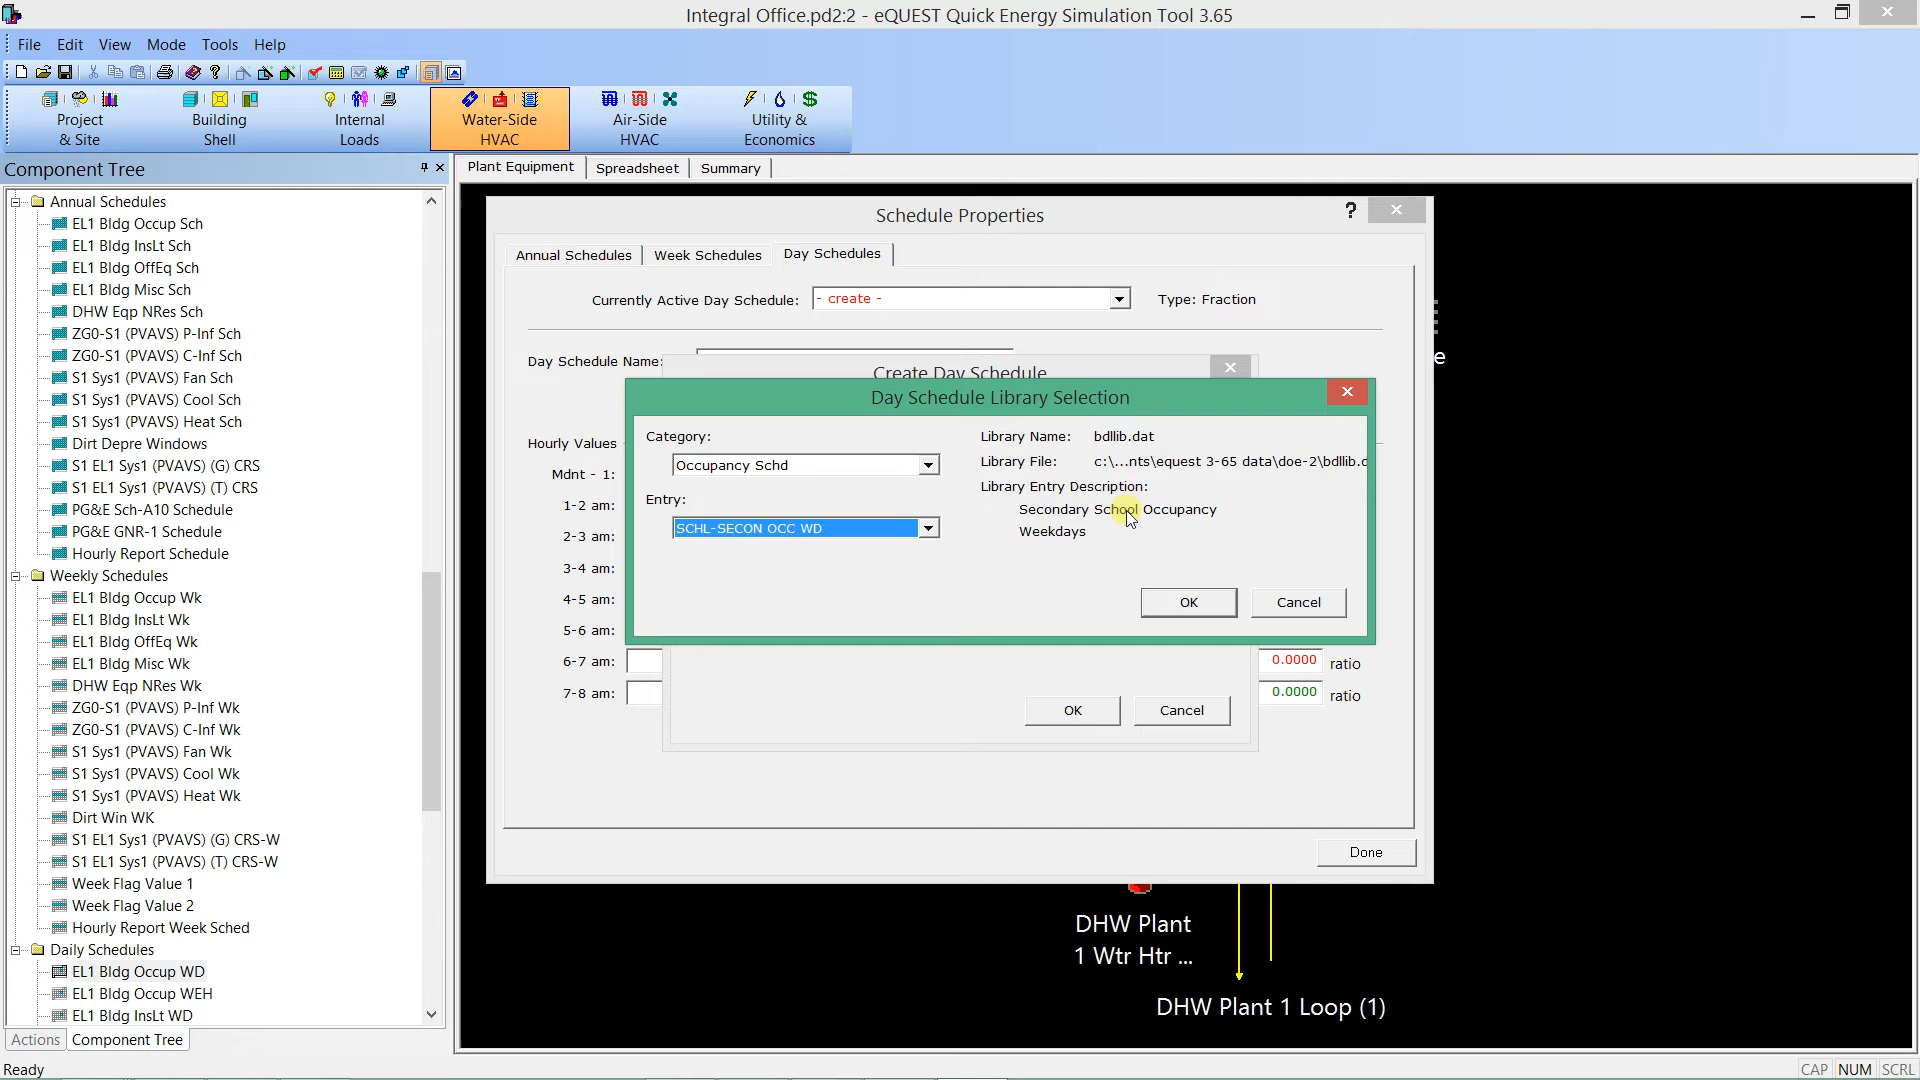 Integral Office.pd2:2 - eQUEST Quick Energy Simulation Tool 3.65
File Edit View Mode Tools Help
Project & Site
Building Shell
Internal Loads
Water-Side HVAC
Air-Side HVAC
Utility & Economics
Component Tree
Plant Equipment Spreadsheet Summary
Annual Schedules
EL1 Bldg Occup Sch
EL1 Bldg InsLt Sch
EL1 Bldg OffEq Sch
EL1 Bldg Misc Sch
DHW Eqp NRes Sch
ZG0-S1 (PVAVS) P-Inf Sch
ZG0-S1 (PVAVS) C-Inf Sch
S1 Sys1 (PVAVS) Fan Sch
S1 Sys1 (PVAVS) Cool Sch
S1 Sys1 (PVAVS) Heat Sch
Dirt Depre Windows
S1 EL1 Sys1 (PVAVS) (G) CRS
S1 EL1 Sys1 (PVAVS) (T) CRS
PG&E Sch-A10 Schedule
PG&E GNR-1 Schedule
Hourly Report Schedule
Weekly Schedules
EL1 Bldg Occup Wk
EL1 Bldg InsLt Wk
EL1 Bldg OffEq Wk
EL1 Bldg Misc Wk
DHW Eqp NRes Wk
ZG0-S1 (PVAVS) P-Inf Wk
ZG0-S1 (PVAVS) C-Inf Wk
S1 Sys1 (PVAVS) Fan Wk
S1 Sys1 (PVAVS) Cool Wk
S1 Sys1 (PVAVS) Heat Wk
Dirt Win WK
S1 EL1 Sys1 (PVAVS) (G) CRS-W
S1 EL1 Sys1 (PVAVS) (T) CRS-W
Week Flag Value 1
Week Flag Value 2
Hourly Report Week Sched
Daily Schedules
EL1 Bldg Occup WD
EL1 Bldg Occup WEH
EL1 Bldg InsLt WD
Actions Component Tree
Schedule Properties
?
Annual Schedules Week Schedules Day Schedules
Currently Active Day Schedule: - create - Type: Fraction
Day Schedule Name:
Create Day Schedule
Day Schedule Library Selection
Category:
Occupancy Schd
Entry:
SCHL-SECON OCC WD
Library Name: bdllib.dat
Library File: c:\...nts\equest 3-65 data\doe-2\bdllib.d
Library Entry Description:
Secondary School Occupancy
Weekdays
OK Cancel
Hourly Values
Mdnt - 1:
1-2 am:
2-3 am:
3-4 am:
4-5 am:
5-6 am:
6-7 am: 0.0000 ratio
7-8 am: 0.0000 ratio
OK Cancel
Done
e
DHW Plant
1 Wtr Htr ...
DHW Plant 1 Loop (1)
Ready CAP NUM SCRL